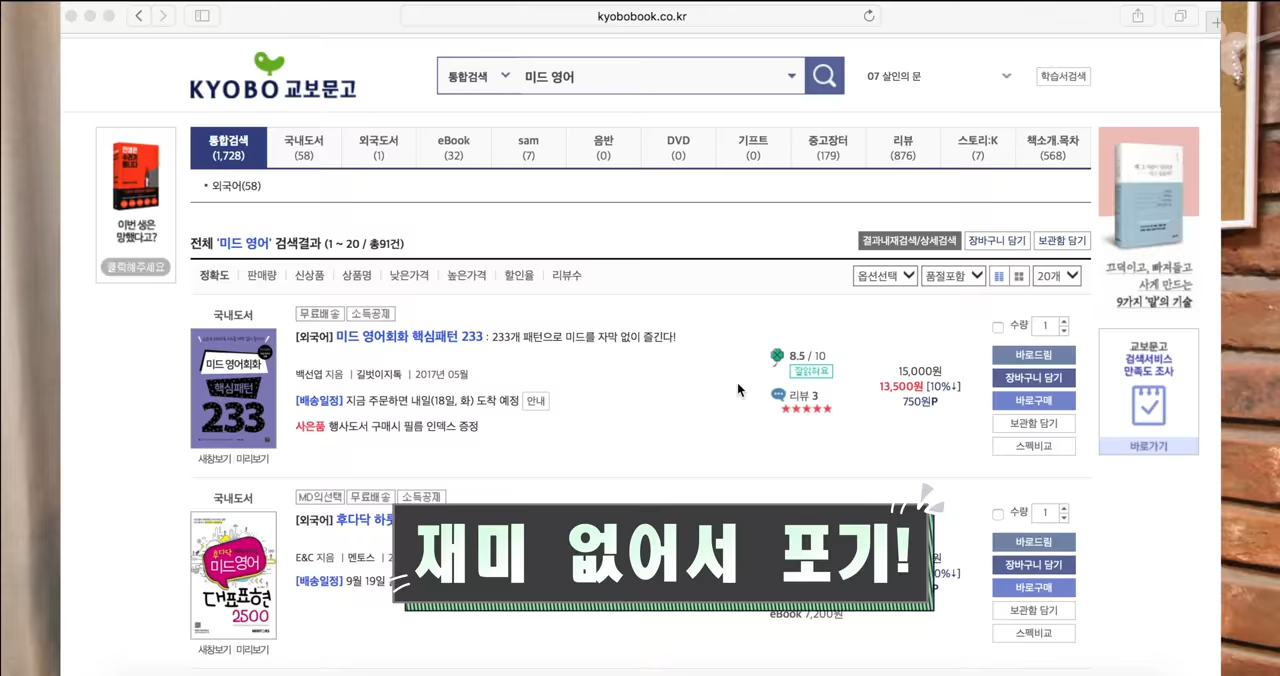 kyobobook.co.kr
KYOBO 교보문고
통합검색 미드 영어
07 살인의 문
학습서검색
통합검색 (1,728)
국내도서 (58)
외국도서 (1)
eBook (32)
sam (7)
음반 (0)
DVD (0)
기프트 (0)
중고장터 (179)
리뷰 (876)
스토리:K (7)
책소개.목차 (568)
• 외국어(58)
이번 생은
망했다고?
클릭해주세요
전체 '미드 영어' 검색결과 (1 ~ 20 / 총91건)
결과내재검색/상세검색 장바구니 담기 보관함 담기
정확도 판매량 신상품 상품명 낮은가격 높은가격 할인율 리뷰수
옵션선택 품절포함 20개
끄덕이고, 빠져들고
사게 만드는
9가지 '말'의 기술
국내도서
무료배송 소득공제
[외국어] 미드 영어회화 핵심패턴 233 : 233개 패턴으로 미드를 자막 없이 즐긴다!
백선엽 지음 | 길벗이지톡 | 2017년 05월
[배송일정] 지금 주문하면 내일(18일, 화) 도착 예정 안내
사은품 행사도서 구매시 필름 인덱스 증정
미드 영어회화
핵심패턴
233
새창보기 미리보기
8.5 / 10
잘읽혀요
리뷰 3
★★★★★
15,000원
13,500원 [10%↓]
750원P
수량 1
바로드림
장바구니 담기
바로구매
보관함 담기
스펙비교
교보문고
검색서비스
만족도 조사
바로가기
국내도서
MD의선택 무료배송 소득공제
[외국어] 후다닥 하루
E&C 지음 | 멘토스 | 2
[배송일정] 9월 19일
후다닥
미드영어
대표표현
2500
MENTORS
새창보기 미리보기
재미 없어서 포기!
0%↓]
eBook 7,200원
수량 1
바로드림
장바구니 담기
바로구매
보관함 담기
스펙비교